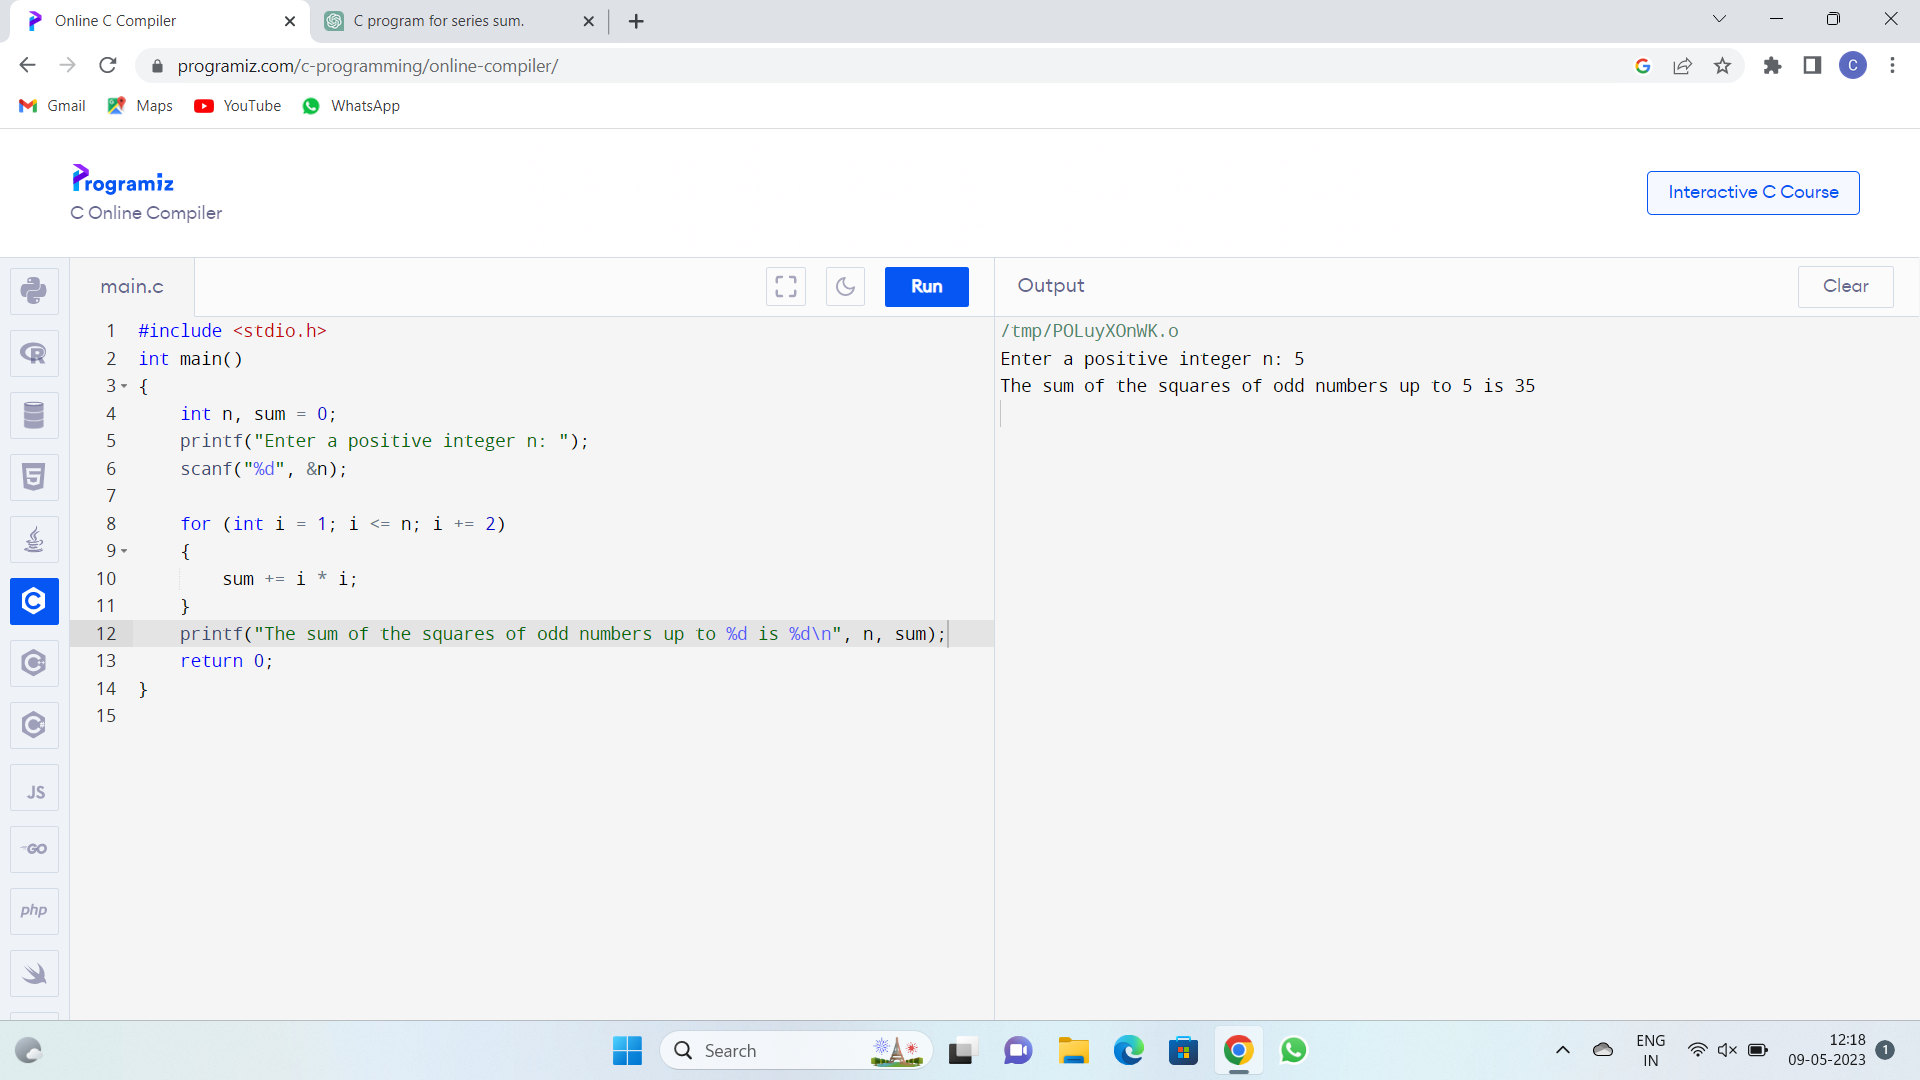 Online C Compiler
C program for series sum.
programiz.com/c-programming/online-compiler/
C
Gmail
Maps
YouTube
WhatsApp
Programiz
C Online Compiler
Interactive C Course
main.c
Run
Output
Clear
1 #include <stdio.h>
2 int main()
3 {
4     int n, sum = 0;
5     printf("Enter a positive integer n: ");
6     scanf("%d", &n);
7
8     for (int i = 1; i <= n; i += 2)
9     {
10         sum += i * i;
11     }
12     printf("The sum of the squares of odd numbers up to %d is %d\n", n, sum);
13     return 0;
14 }
15
/tmp/POLuyXOnWK.o
Enter a positive integer n: 5
The sum of the squares of odd numbers up to 5 is 35
R
5
C
JS
GO
php
Search
ENG
IN
12:18
09-05-2023
1